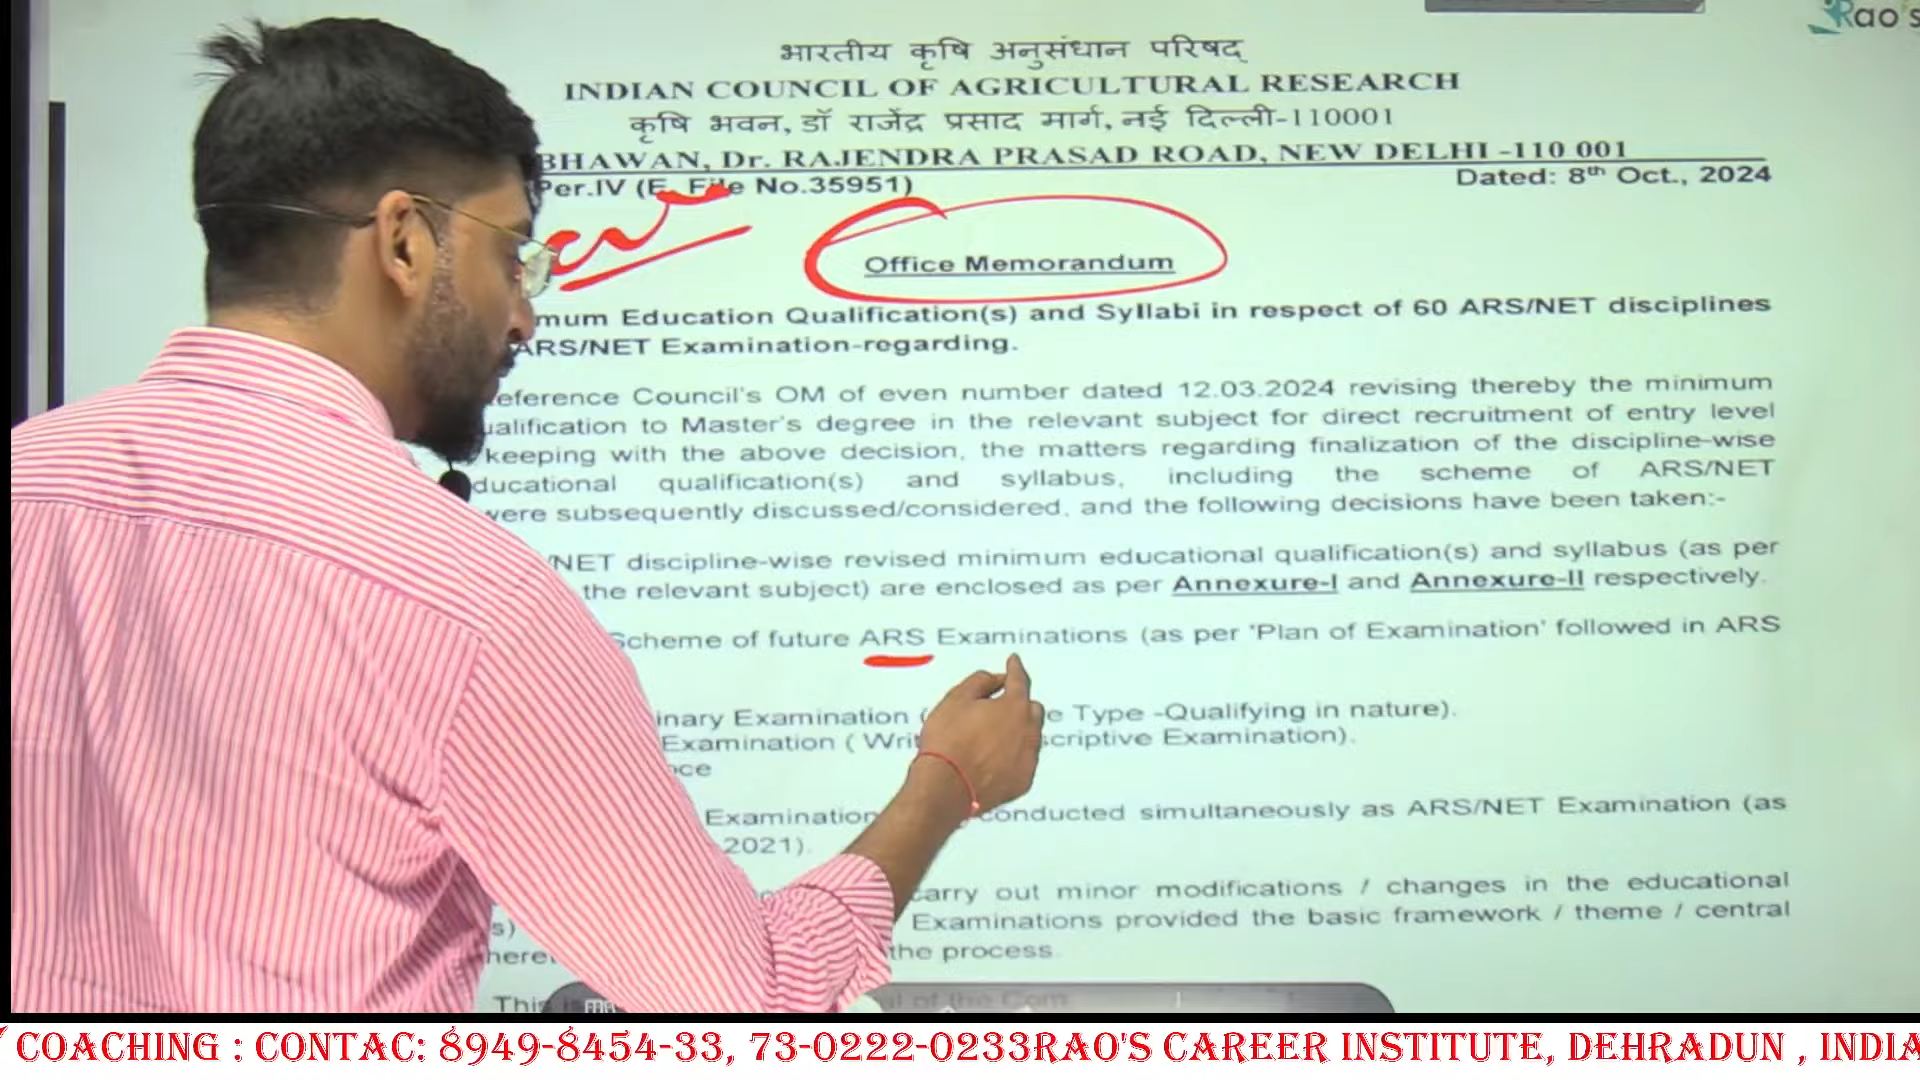 Rao's
भारतीय कृषि अनुसंधान परिषद्
INDIAN COUNCIL OF AGRICULTURAL RESEARCH
कृषि भवन, डॉ राजेंद्र प्रसाद मार्ग, नई दिल्ली-110001
BHAWAN, Dr. RAJENDRA PRASAD ROAD, NEW DELHI -110 001
Per.IV (E. File No.35951) Dated: 8th Oct., 2024
Office Memorandum
mum Education Qualification(s) and Syllabi in respect of 60 ARS/NET disciplines
ARS/NET Examination-regarding.
eference Council's OM of even number dated 12.03.2024 revising thereby the minimum
ualification to Master's degree in the relevant subject for direct recruitment of entry level
keeping with the above decision, the matters regarding finalization of the discipline-wise
ducational qualification(s) and syllabus, including the scheme of ARS/NET
were subsequently discussed/considered, and the following decisions have been taken:-
/NET discipline-wise revised minimum educational qualification(s) and syllabus (as per
the relevant subject) are enclosed as per Annexure-I and Annexure-II respectively.
Scheme of future ARS Examinations (as per 'Plan of Examination' followed in ARS
inary Examination ( e Type -Qualifying in nature).
Examination ( Writ scriptive Examination).
ce
Examination conducted simultaneously as ARS/NET Examination (as
2021).
carry out minor modifications / changes in the educational
s) Examinations provided the basic framework / theme / central
here the process.
This is al of the Com
COACHING : CONTAC: 8949-8454-33, 73-0222-0233RAO'S CAREER INSTITUTE, DEHRADUN , INDIA